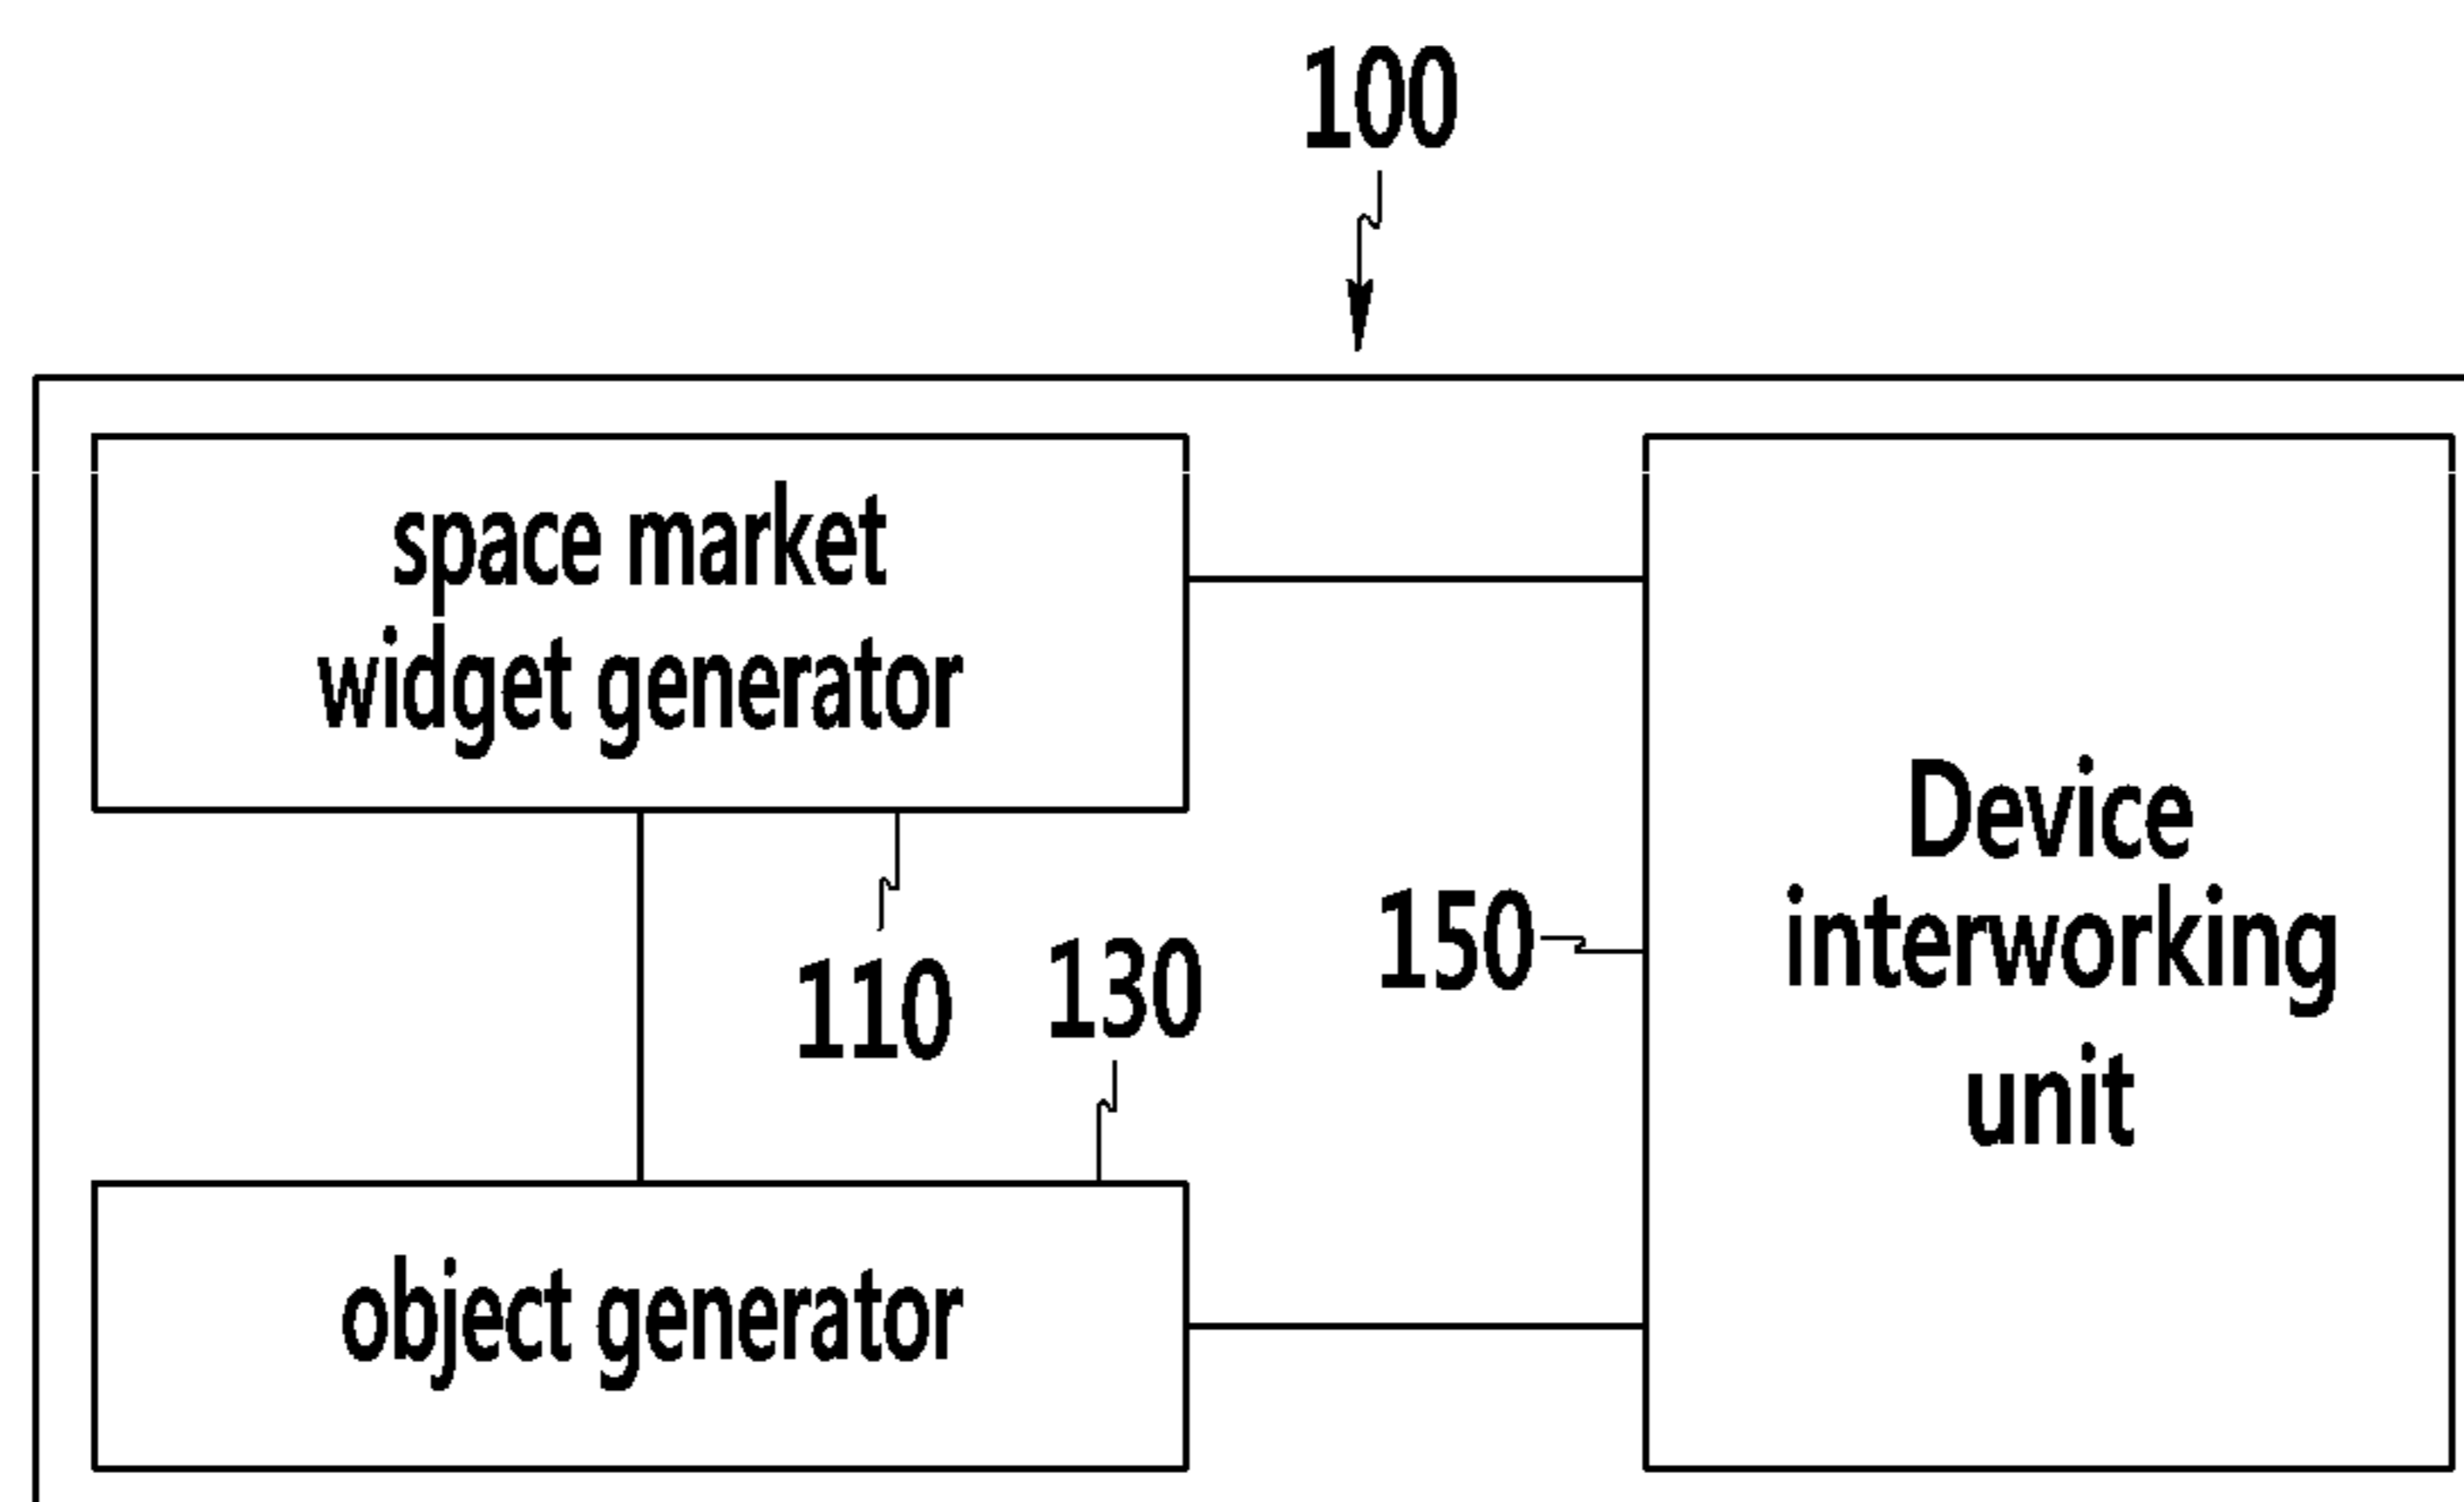 100
space market
widget generator
110
130
150
Device
interworking
unit
object generator